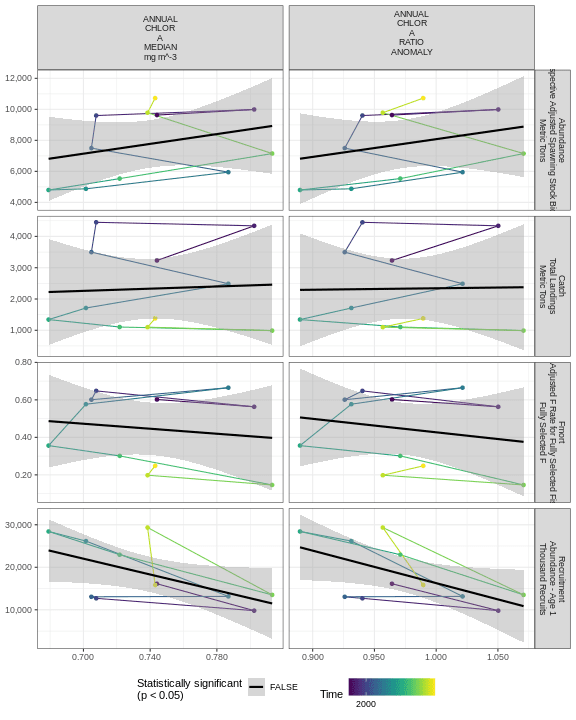 ANNUAL
CHLOR
A
MEDIAN
mg m^-3
ANNUAL
CHLOR
A
RATIO
ANOMALY
12,000
10,000
8,000
6,000
4,000
Abundance
Adjusted Spawning Stock
Metric Tons
4,000
3,000
2,000
1,000
Catch
Total Landings
Metric Tons
0.80
0.60
0.40
0.20
Fmort
Adjusted F Rate for Fully Selected
Fully Selected F
30,000
20,000
10,000
Recruitment
Abundance - Age 1
Thousand Recruits
0.700
0.740
0.780
0.900
0.950
1.000
1.050
Statistically significant
(p < 0.05)
FALSE
Time
2000